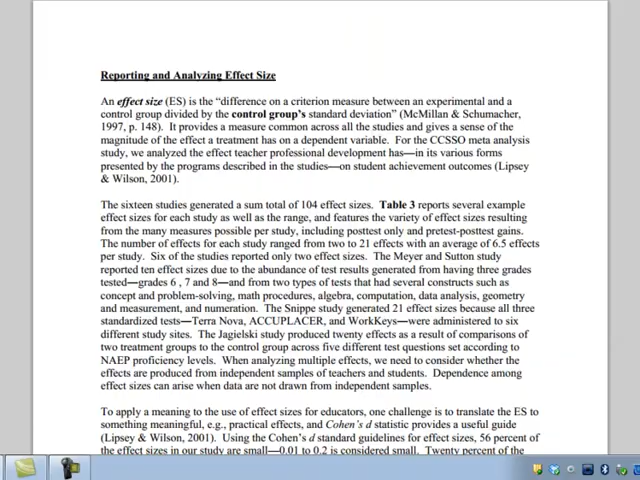 Reporting and Analyzing Effect Size
An effect size (ES) is the “difference on a criterion measure between an experimental and a
control group divided by the control group’s standard deviation” (McMillan & Schumacher,
1997, p. 148).  It provides a measure common across all the studies and gives a sense of the
magnitude of the effect a treatment has on a dependent variable.  For the CCSSO meta analysis
study, we analyzed the effect teacher professional development has—in its various forms
presented by the programs described in the studies—on student achievement outcomes (Lipsey
& Wilson, 2001).
The sixteen studies generated a sum total of 104 effect sizes.  Table 3 reports several example
effect sizes for each study as well as the range, and features the variety of effect sizes resulting
from the many measures possible per study, including posttest only and pretest-posttest gains.
The number of effects for each study ranged from two to 21 effects with an average of 6.5 effects
per study.  Six of the studies reported only two effect sizes.  The Meyer and Sutton study
reported ten effect sizes due to the abundance of test results generated from having three grades
tested—grades 6 , 7 and 8—and from two types of tests that had several constructs such as
concept and problem-solving, math procedures, algebra, computation, data analysis, geometry
and measurement, and numeration.  The Snippe study generated 21 effect sizes because all three
standardized tests—Terra Nova, ACCUPLACER, and WorkKeys—were administered to six
different study sites.  The Jagielski study produced twenty effects as a result of comparisons of
two treatment groups to the control group across five different test questions set according to
NAEP proficiency levels.  When analyzing multiple effects, we need to consider whether the
effects are produced from independent samples of teachers and students.  Dependence among
effect sizes can arise when data are not drawn from independent samples.
To apply a meaning to the use of effect sizes for educators, one challenge is to translate the ES to
something meaningful, e.g., practical effects, and Cohen’s d statistic provides a useful guide
(Lipsey & Wilson, 2001).  Using the Cohen’s d standard guidelines for effect sizes, 56 percent of
the effect sizes in our study are small—0.01 to 0.2 is considered small.  Twenty percent of the